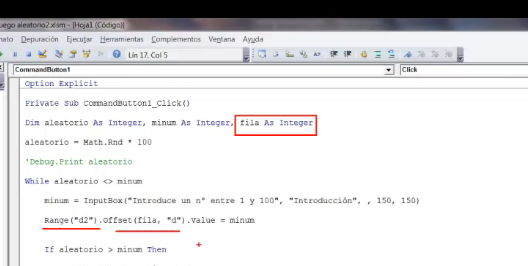 uego aleatorio2.xlsm - [Hoja1 (Código)]
mato Depuración Ejecutar Herramientas Complementos Ventana Ayuda
Lín 17, Col 5
CommandButton1 Click
Option Explicit
Private Sub CommandButton1_Click()
Dim aleatorio As Integer, minum As Integer, fila As Integer
aleatorio = Math.Rnd * 100
'Debug.Print aleatorio
While aleatorio <> minum
minum = InputBox("Introduce un nº entre 1 y 100", "Introducción", , 150, 150)
Range("d2").Offset(fila, "d").Value = minum
If aleatorio > minum Then